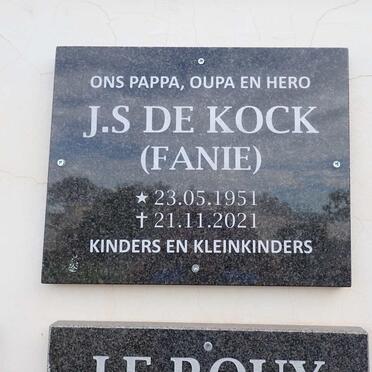 ONS PAPPA, OUPA EN HERO
J.S DE KOCK
(FANIE)
★ 23.05.1951
✝ 21.11.2021
KINDERS EN KLEINKINDERS